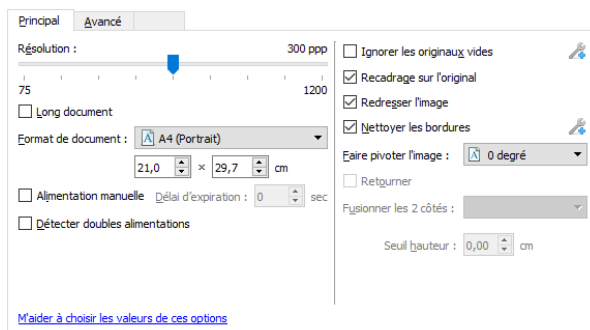 Principal Avancé
Résolution : 300 ppp
75 1200
Long document
Format de document : A4 (Portrait)
21,0 × 29,7 cm
Alimentation manuelle Délai d'expiration : 0 sec
Détecter doubles alimentations
Ignorer les originaux vides
Recadrage sur l'original
Redresser l'image
Nettoyer les bordures
Faire pivoter l'image : 0 degré
Retourner
Fusionner les 2 côtés :
Seuil hauteur : 0,00 cm
M'aider à choisir les valeurs de ces options